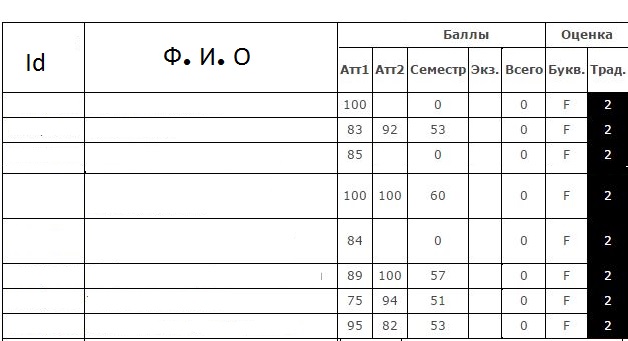 Баллы Оценка
Id Ф. И. О
Атт1 Атт2 Семестр Экз. Всего Букв. Трад.
100 0 0 F 2
83 92 53 0 F 2
85 0 0 F 2
100 100 60 0 F 2
84 0 0 F 2
89 100 57 0 F 2
75 94 51 0 F 2
95 82 53 0 F 2